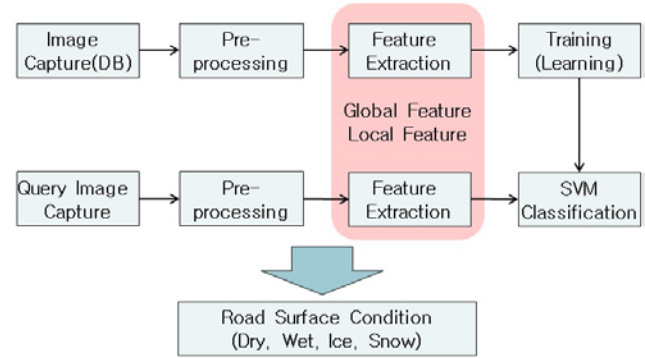 Image
Capture(DB)
Pre-
processing
Feature
Extraction
Training
(Learning)
Global Feature
Local Feature
Query Image
Capture
Pre-
processing
Feature
Extraction
SVM
Classification
Road Surface Condition
(Dry, Wet, Ice, Snow)